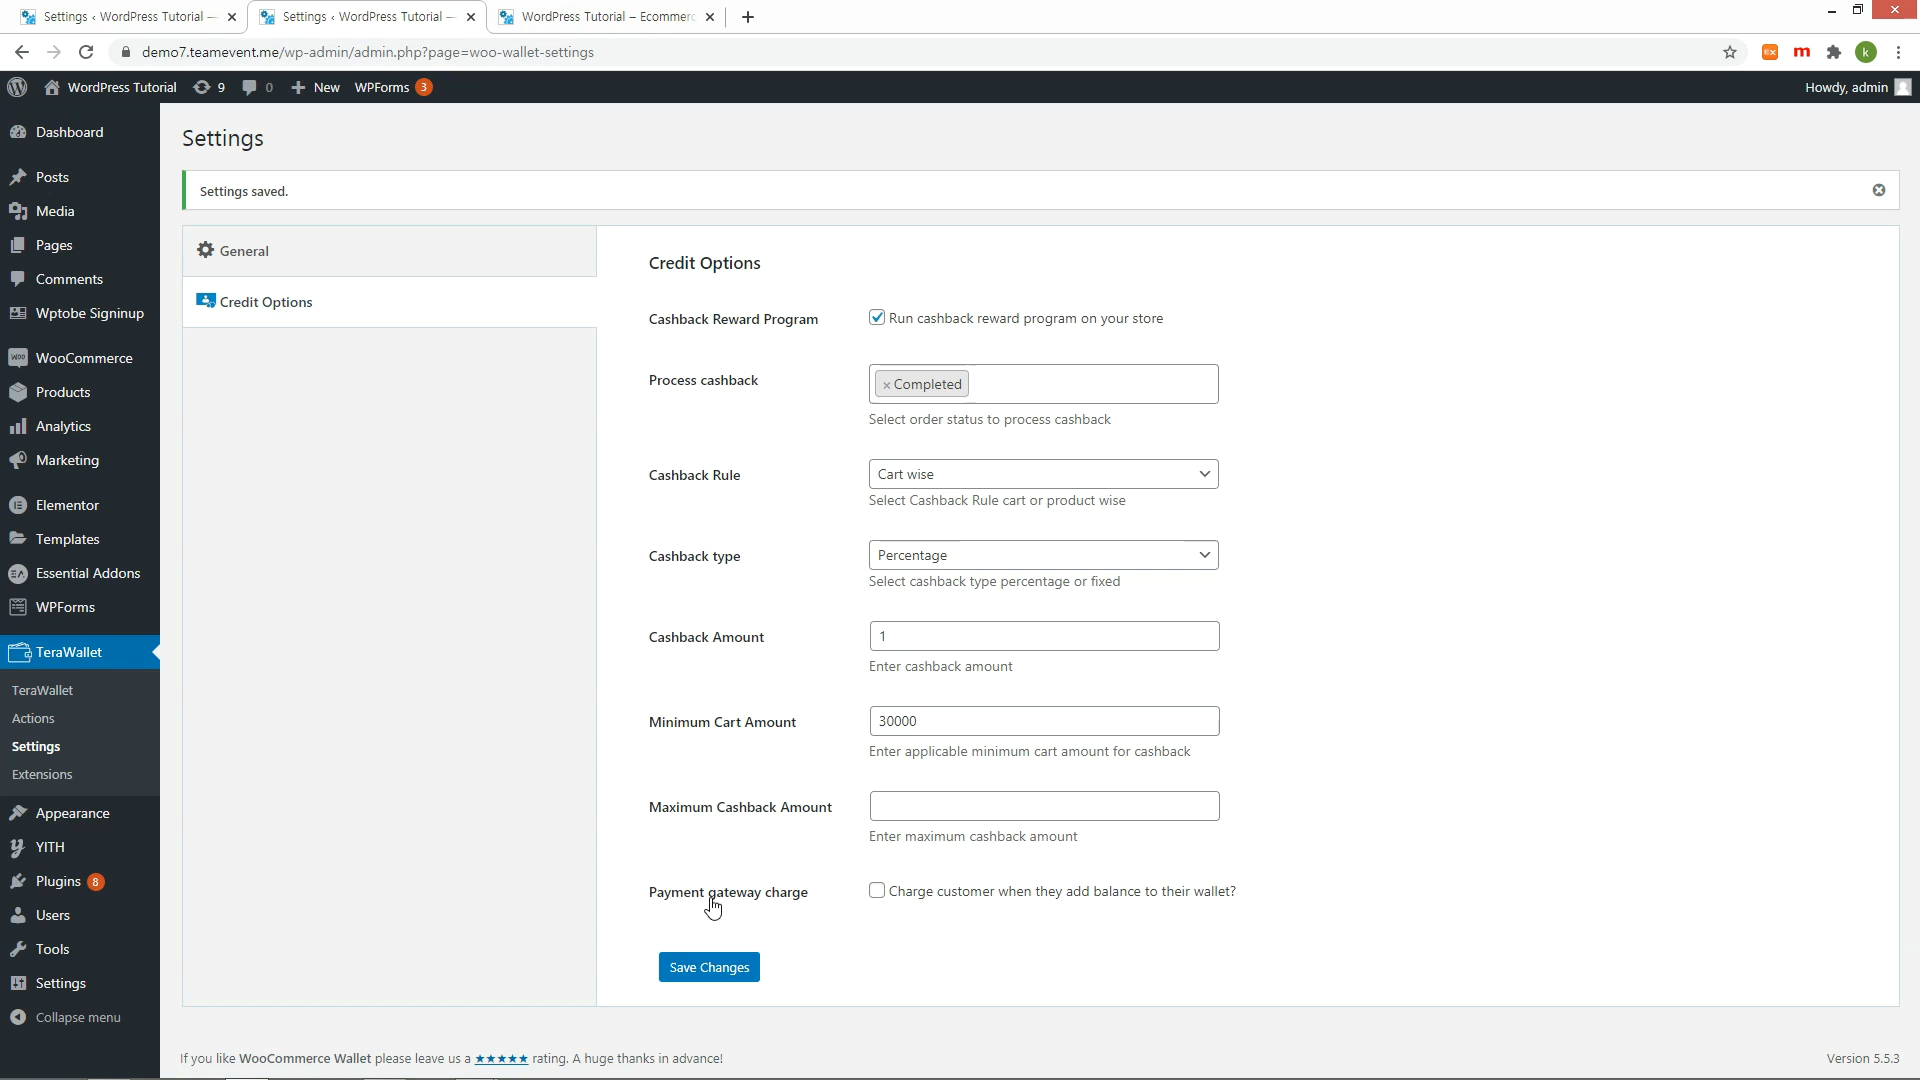 Settings ‹ WordPress Tutorial —
Settings ‹ WordPress Tutorial —
WordPress Tutorial – Ecommerc
demo7.teamevent.me/wp-admin/admin.php?page=woo-wallet-settings
EX
m
k
WordPress Tutorial
9
0
New
WPForms 3
Howdy, admin
Dashboard
Posts
Media
Pages
Comments
Wptobe Signinup
WooCommerce
Products
Analytics
Marketing
Elementor
Templates
Essential Addons
WPForms
TeraWallet
TeraWallet
Actions
Settings
Extensions
Appearance
YITH
Plugins 8
Users
Tools
Settings
Collapse menu
Settings
Settings saved.
General
Credit Options
Credit Options
Cashback Reward Program
Run cashback reward program on your store
Process cashback
× Completed
Select order status to process cashback
Cashback Rule
Cart wise
Select Cashback Rule cart or product wise
Cashback type
Percentage
Select cashback type percentage or fixed
Cashback Amount
1
Enter cashback amount
Minimum Cart Amount
30000
Enter applicable minimum cart amount for cashback
Maximum Cashback Amount
Enter maximum cashback amount
Payment gateway charge
Charge customer when they add balance to their wallet?
Save Changes
If you like WooCommerce Wallet please leave us a ★★★★★ rating. A huge thanks in advance!
Version 5.5.3